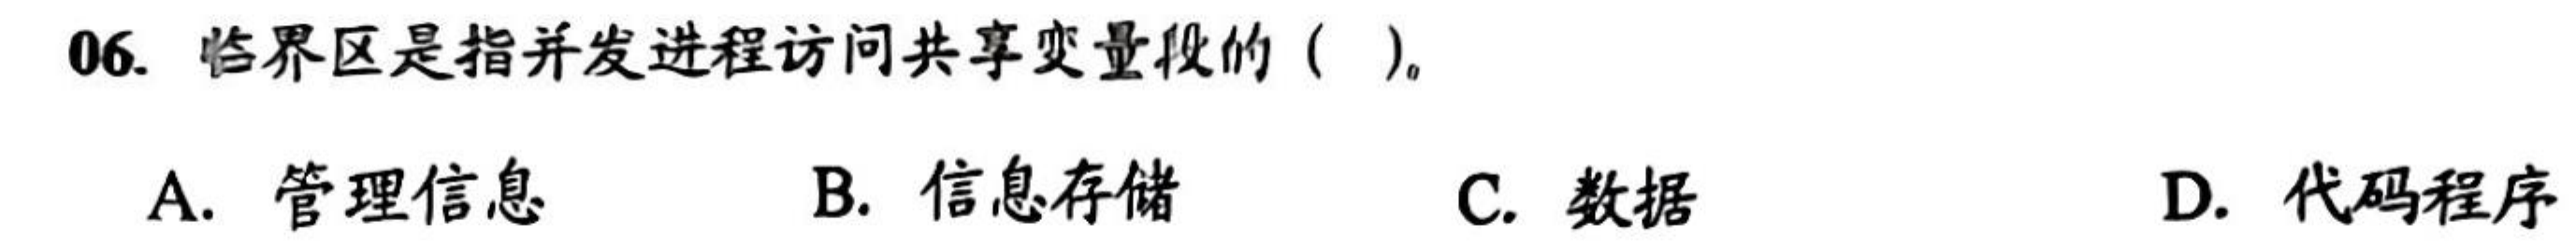 06. 临界区是指并发进程访问共享变量段的 ( )。
A. 管理信息 B. 信息存储 C. 数据 D. 代码程序